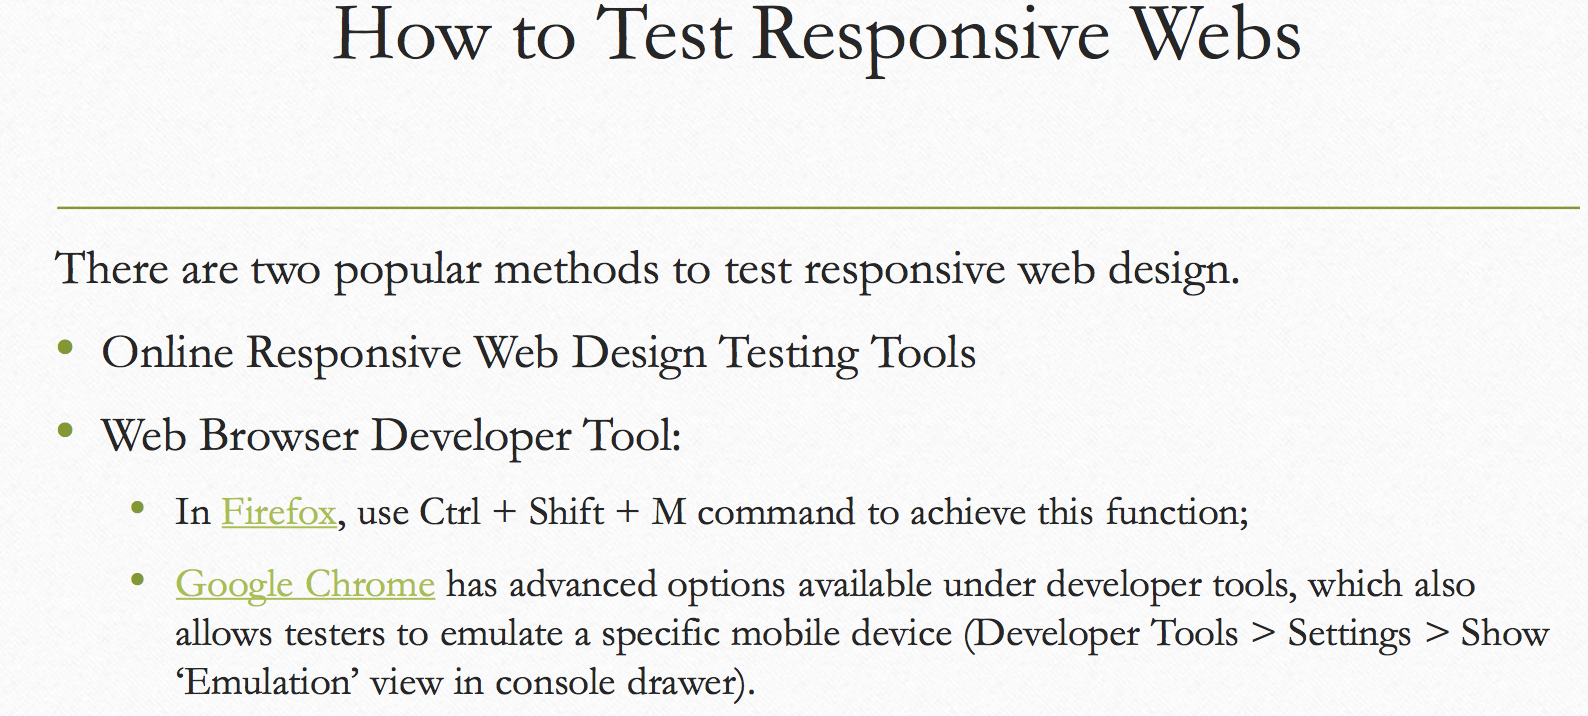 How to Test Responsive Webs
There are two popular methods to test responsive web design.
• Online Responsive Web Design Testing Tools
• Web Browser Developer Tool:
• In Firefox, use Ctrl + Shift + M command to achieve this function;
• Google Chrome has advanced options available under developer tools, which also
allows testers to emulate a specific mobile device (Developer Tools > Settings > Show
‘Emulation’ view in console drawer).